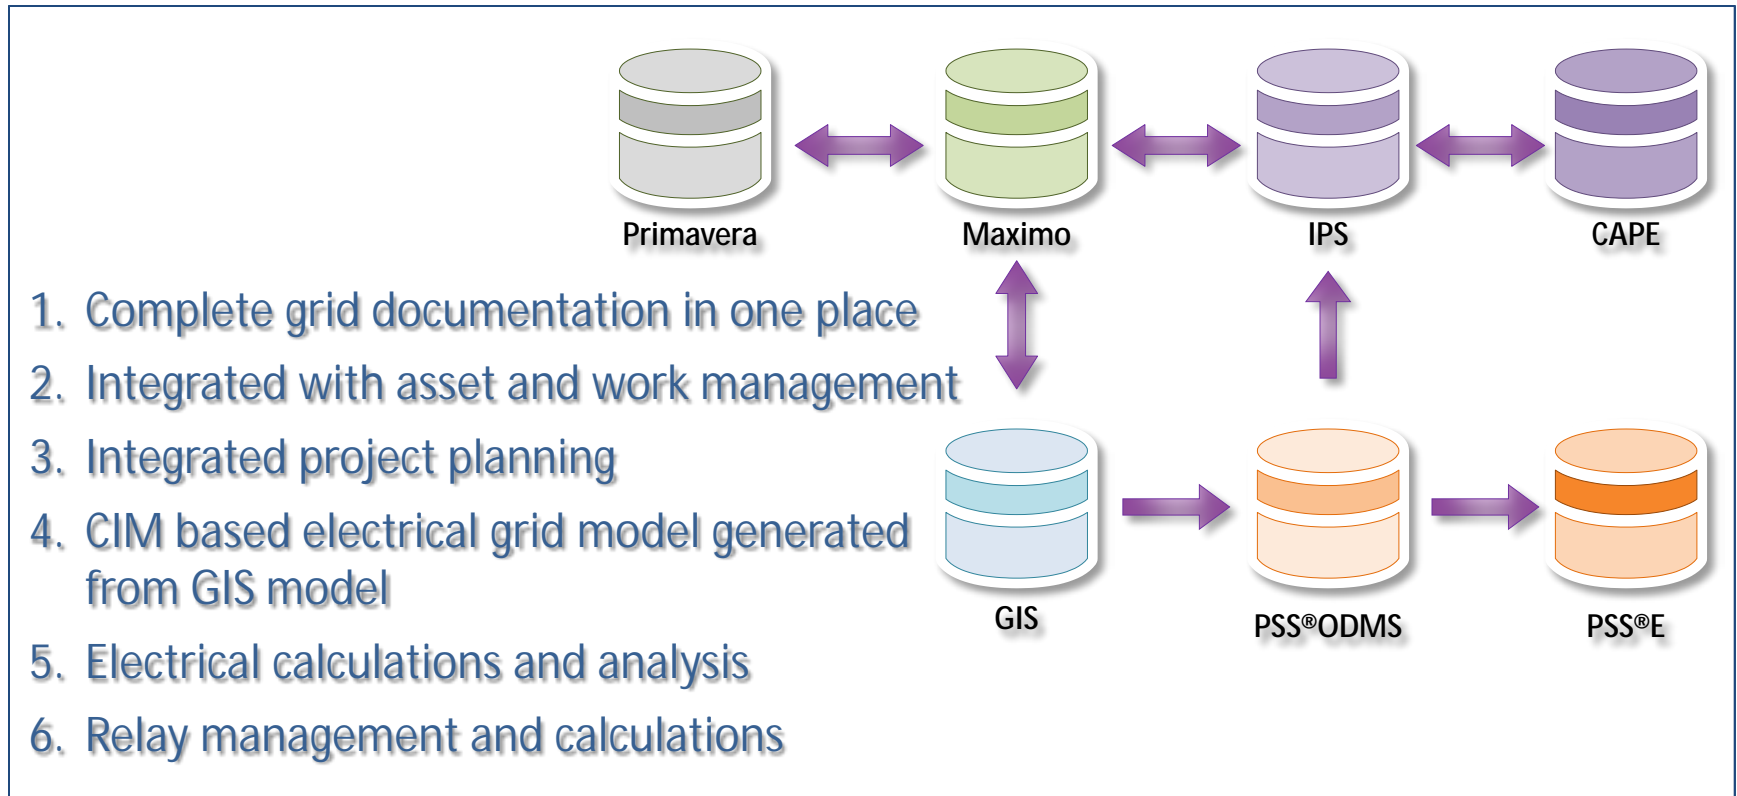 Primavera
Maximo
IPS
CAPE
1. Complete grid documentation in one place
2. Integrated with asset and work management
3. Integrated project planning
4. CIM based electrical grid model generated
from GIS model
5. Electrical calculations and analysis
6. Relay management and calculations
GIS
PSS®ODMS
PSS®E